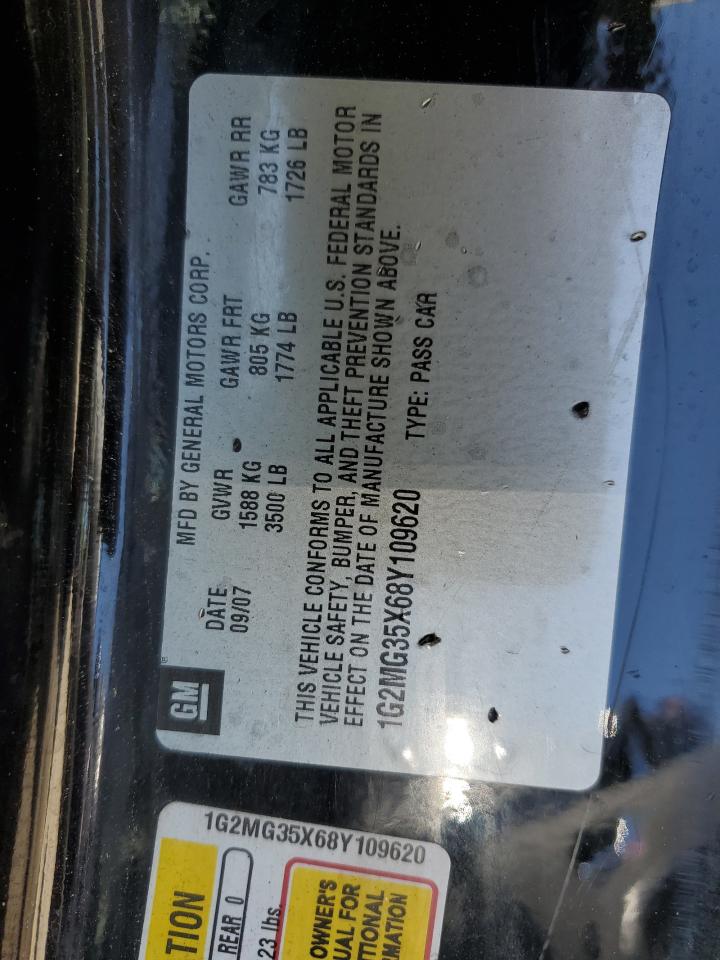 GM
MFD BY GENERAL MOTORS CORP.
DATE GVWR GAWR FRT GAWR RR
09/07 1588 KG 805 KG 783 KG
3500 LB 1774 LB 1726 LB
THIS VEHICLE CONFORMS TO ALL APPLICABLE U.S. FEDERAL MOTOR
VEHICLE SAFETY, BUMPER, AND THEFT PREVENTION STANDARDS IN
EFFECT ON THE DATE OF MANUFACTURE SHOWN ABOVE.
1G2MG35X68Y109620 TYPE: PASS CAR
1G2MG35X68Y109620
TION
REAR 0
23 lbs.
OWNER'S
UAL FOR
ITIONAL
RMATION